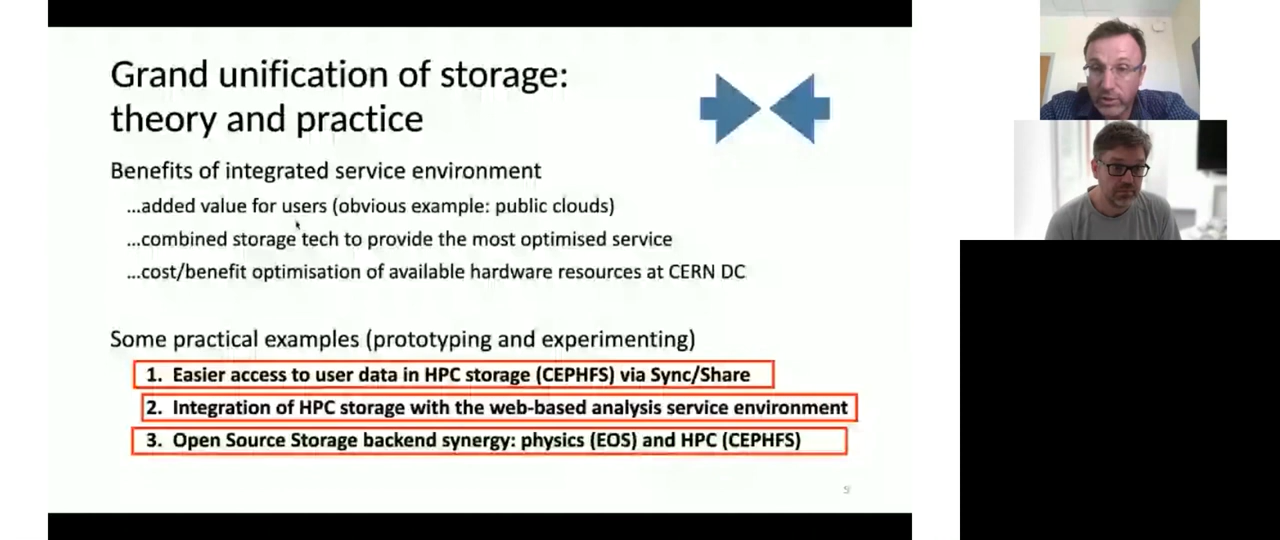 Grand unification of storage:
theory and practice
Benefits of integrated service environment
...added value for users (obvious example: public clouds)
...combined storage tech to provide the most optimised service
...cost/benefit optimisation of available hardware resources at CERN DC
Some practical examples (prototyping and experimenting)
1. Easier access to user data in HPC storage (CEPHFS) via Sync/Share
2. Integration of HPC storage with the web-based analysis service environment
3. Open Source Storage backend synergy: physics (EOS) and HPC (CEPHFS)